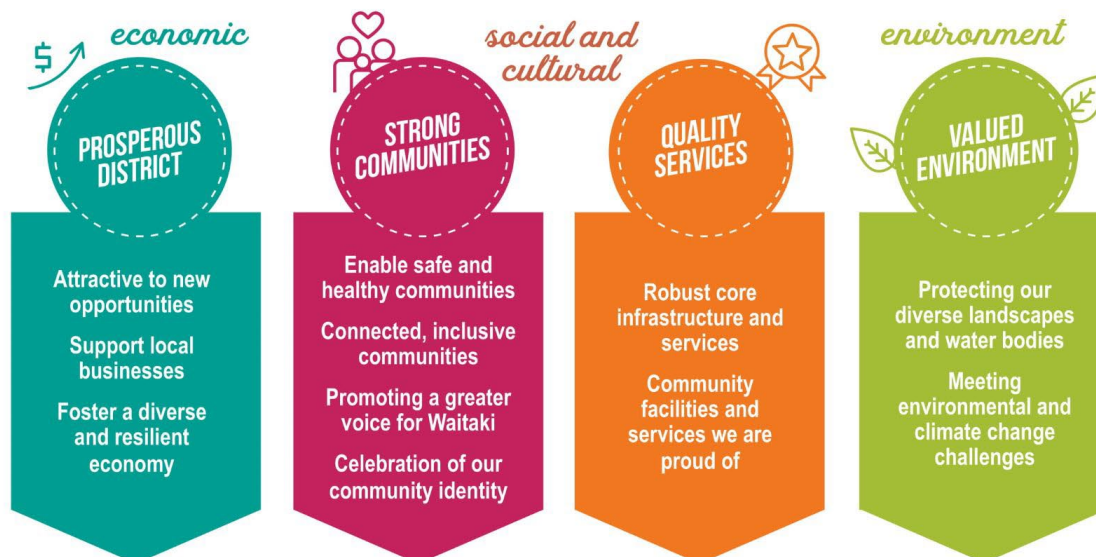 $
economic
PROSPEROUS
DISTRICT
Attractive to new
opportunities
Support local
businesses
Foster a diverse
and resilient
economy
social and
cultural
STRONG
COMMUNITIES
Enable safe and
healthy communities
Connected, inclusive
communities
Promoting a greater
voice for Waitaki
Celebration of our
community identity
QUALITY
SERVICES
Robust core
infrastructure and
services
Community
facilities and
services we are
proud of
environment
VALUED
ENVIRONMENT
Protecting our
diverse landscapes
and water bodies
Meeting
environmental and
climate change
challenges